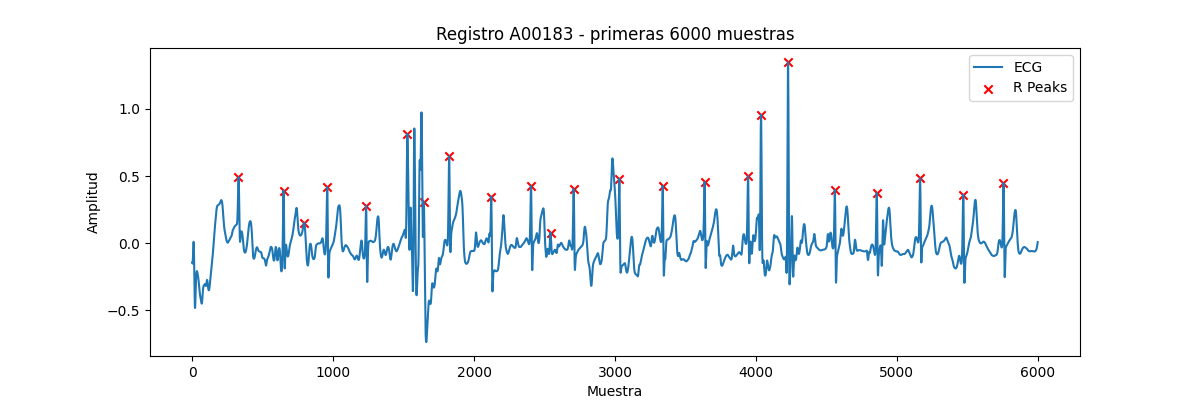 Registro A00183 - primeras 6000 muestras
ECG
R Peaks
Amplitud
1.0
0.5
0.0
−0.5
0 1000 2000 3000 4000 5000 6000
Muestra